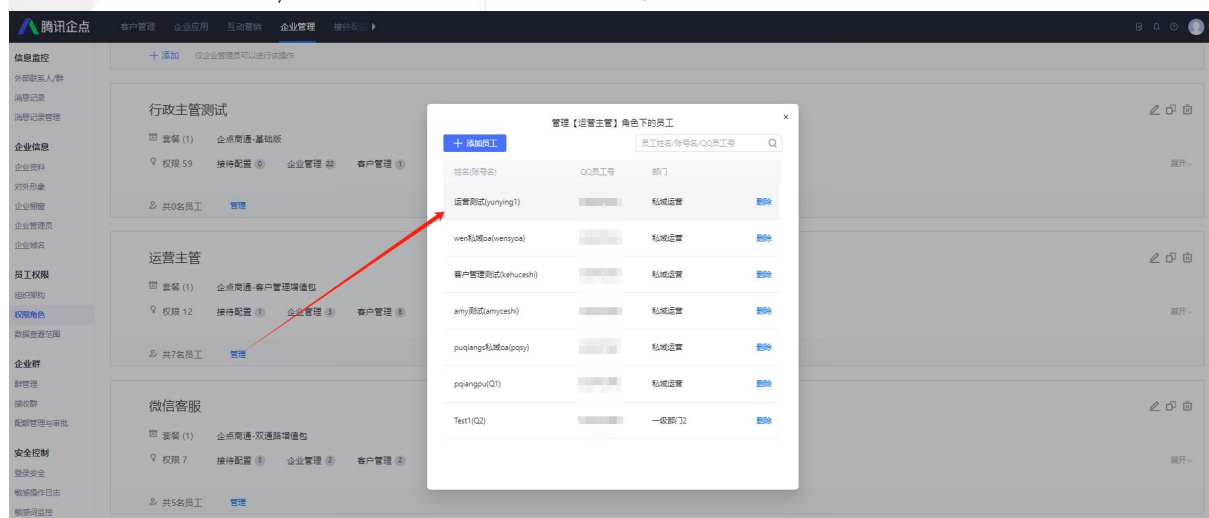 腾讯企点
客户管理 企业应用 互动营销 企业管理 接待配置
信息监控
外部联系人/群
消息记录
消息记录管理
企业信息
企业资料
对外形象
企业橱窗
企业管理员
企业域名
员工权限
组织架构
权限角色
数据查看范围
企业群
群管理
接收群
配额管理与审批
安全控制
登录安全
敏感操作日志
敏感词监控
+ 添加 仅企业管理员可以进行该操作
行政主管测试
套餐 (1) 企点商通-基础版
权限 59 接待配置 0 企业管理 22 客户管理 1
展开
共0名员工 管理
运营主管
套餐 (1) 企点商通-客户管理增值包
权限 12 接待配置 1 企业管理 3 客户管理 8
展开
共7名员工 管理
微信客服
套餐 (1) 企点商通-双通路增值包
权限 7 接待配置 3 企业管理 2 客户管理 2
展开
共5名员工 管理
管理【运营主管】角色下的员工 ×
+ 添加员工 员工姓名/账号名/QQ员工号
姓名(账号名) QQ员工号 部门
运营测试(yunying1) 私域运营 删除
wen私域oa(wensyoa) 私域运营 删除
客户管理测试(kehuceshi) 私域运营 删除
amy测试(amyceshi) 私域运营 删除
puqiangs私域oa(pqsy) 私域运营 删除
pqiangpu(Q1) 私域运营 删除
Test1(Q2) 一级部门2 删除